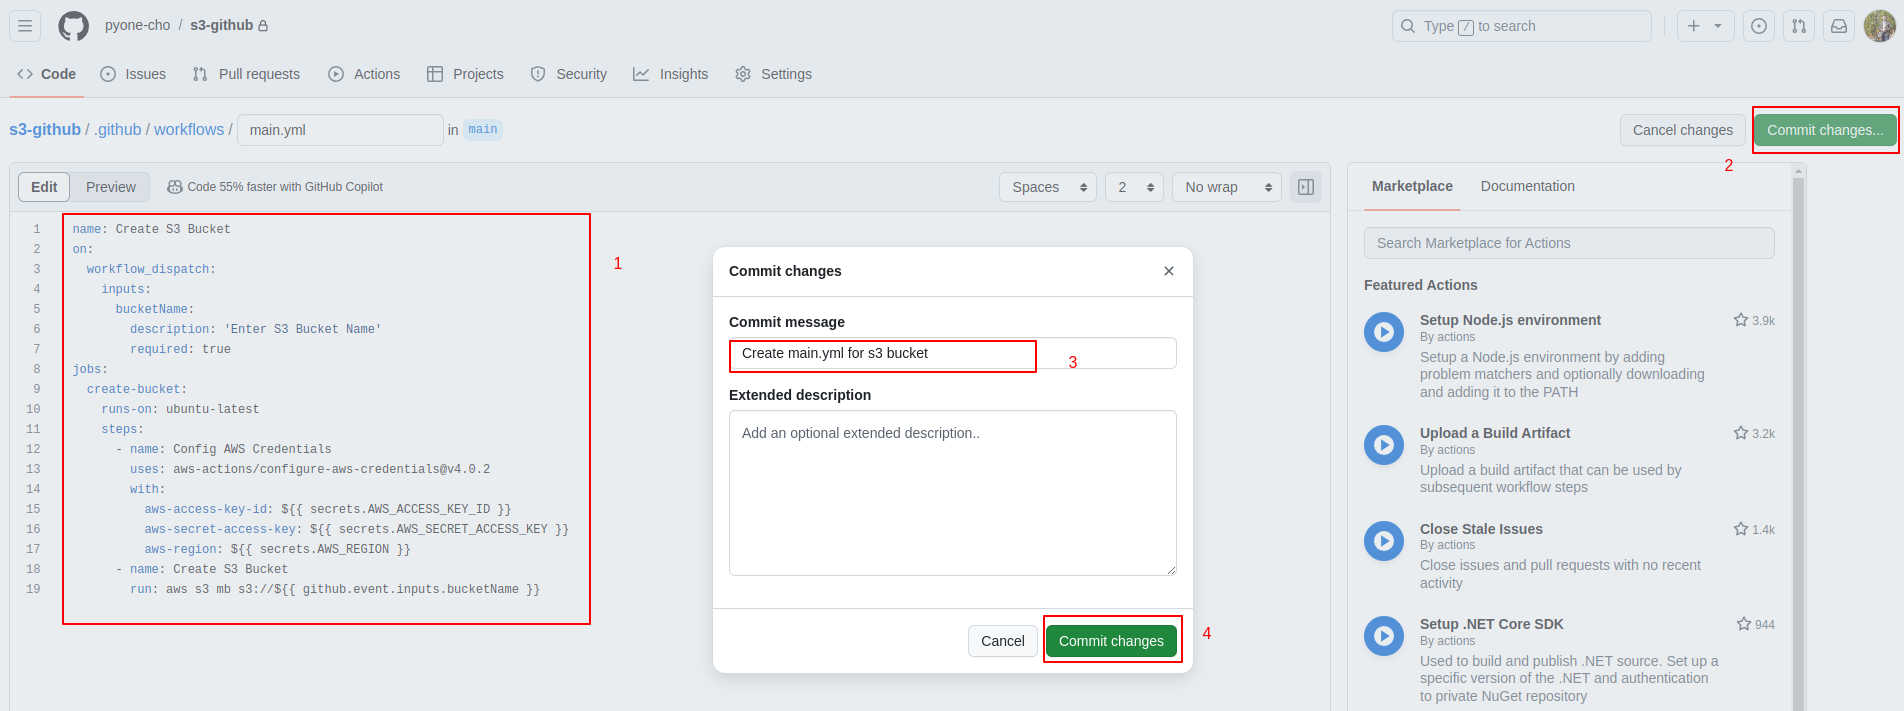 pyone-cho / s3-github
Type / to search
Code
Issues
Pull requests
Actions
Projects
Security
Insights
Settings
s3-github / .github / workflows / main.yml in main
Cancel changes
Commit changes...
2
Edit
Preview
Code 55% faster with GitHub Copilot
Spaces
2
No wrap
1 name: Create S3 Bucket
2 on:
3 workflow_dispatch:
4 inputs:
5 bucketName:
6 description: 'Enter S3 Bucket Name'
7 required: true
8 jobs:
9 create-bucket:
10 runs-on: ubuntu-latest
11 steps:
12 - name: Config AWS Credentials
13 uses: aws-actions/configure-aws-credentials@v4.0.2
14 with:
15 aws-access-key-id: ${{ secrets.AWS_ACCESS_KEY_ID }}
16 aws-secret-access-key: ${{ secrets.AWS_SECRET_ACCESS_KEY }}
17 aws-region: ${{ secrets.AWS_REGION }}
18 - name: Create S3 Bucket
19 run: aws s3 mb s3://${{ github.event.inputs.bucketName }}
1
Commit changes
Commit message
Create main.yml for s3 bucket
3
Extended description
Add an optional extended description..
Cancel
Commit changes
4
Marketplace
Documentation
Search Marketplace for Actions
Featured Actions
Setup Node.js environment
3.9k
By actions
Setup a Node.js environment by adding
problem matchers and optionally downloading
and adding it to the PATH
Upload a Build Artifact
3.2k
By actions
Upload a build artifact that can be used by
subsequent workflow steps
Close Stale Issues
1.4k
By actions
Close issues and pull requests with no recent
activity
Setup .NET Core SDK
944
By actions
Used to build and publish .NET source. Set up a
specific version of the .NET and authentication
to private NuGet repository